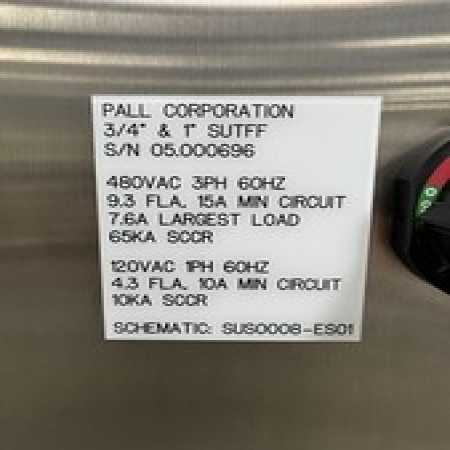 PALL CORPORATION
3/4" & 1" SUTFF
S/N 05.000696
480VAC 3PH 60HZ
9.3 FLA, 15A MIN CIRCUIT
7.6A LARGEST LOAD
65KA SCCR
120VAC 1PH 60HZ
4.3 FLA, 10A MIN CIRCUIT
10KA SCCR
SCHEMATIC: SUS0008-ES01